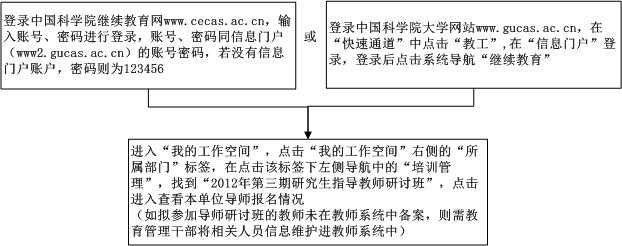 登录中国科学院继续教育网www.cecas.ac.cn，输
入账号、密码进行登录，账号、密码同信息门户
（www2.gucas.ac.cn）的账号密码，若没有信息
门户账户，密码则为123456
或
登录中国科学院大学网站www.gucas.ac.cn，在
“快速通道”中点击“教工”,在“信息门户”登
录，登录后点击系统导航“继续教育”
进入“我的工作空间”，点击“我的工作空间”右侧的“所
属部门”标签，在点击该标签下左侧导航中的“培训管
理”，找到“2012年第三期研究生指导教师研讨班”，点击
进入查看本单位导师报名情况
（如拟参加导师研讨班的教师未在教师系统中备案，则需教
育管理干部将相关人员信息维护进教师系统中）